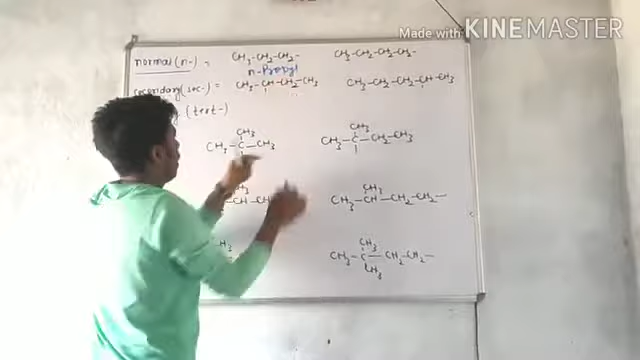 Made with KINEMASTER
normal (n-) = CH₃-CH₂-CH₂- CH₃-CH₂-CH₂-CH₂-
n-Propyl
secondary (sec-) = CH₃-CH-CH₂-CH₃ CH₃-CH₂-CH₂-CH-CH₃
(tert-)
CH₃ CH₃
CH₃-C-CH₃ CH₃-C-CH₂-CH₃
CH₃
-CH- CH₃-CH-CH₂-CH₂-
CH₃
CH₃-C-CH₂-CH₂-
CH₃